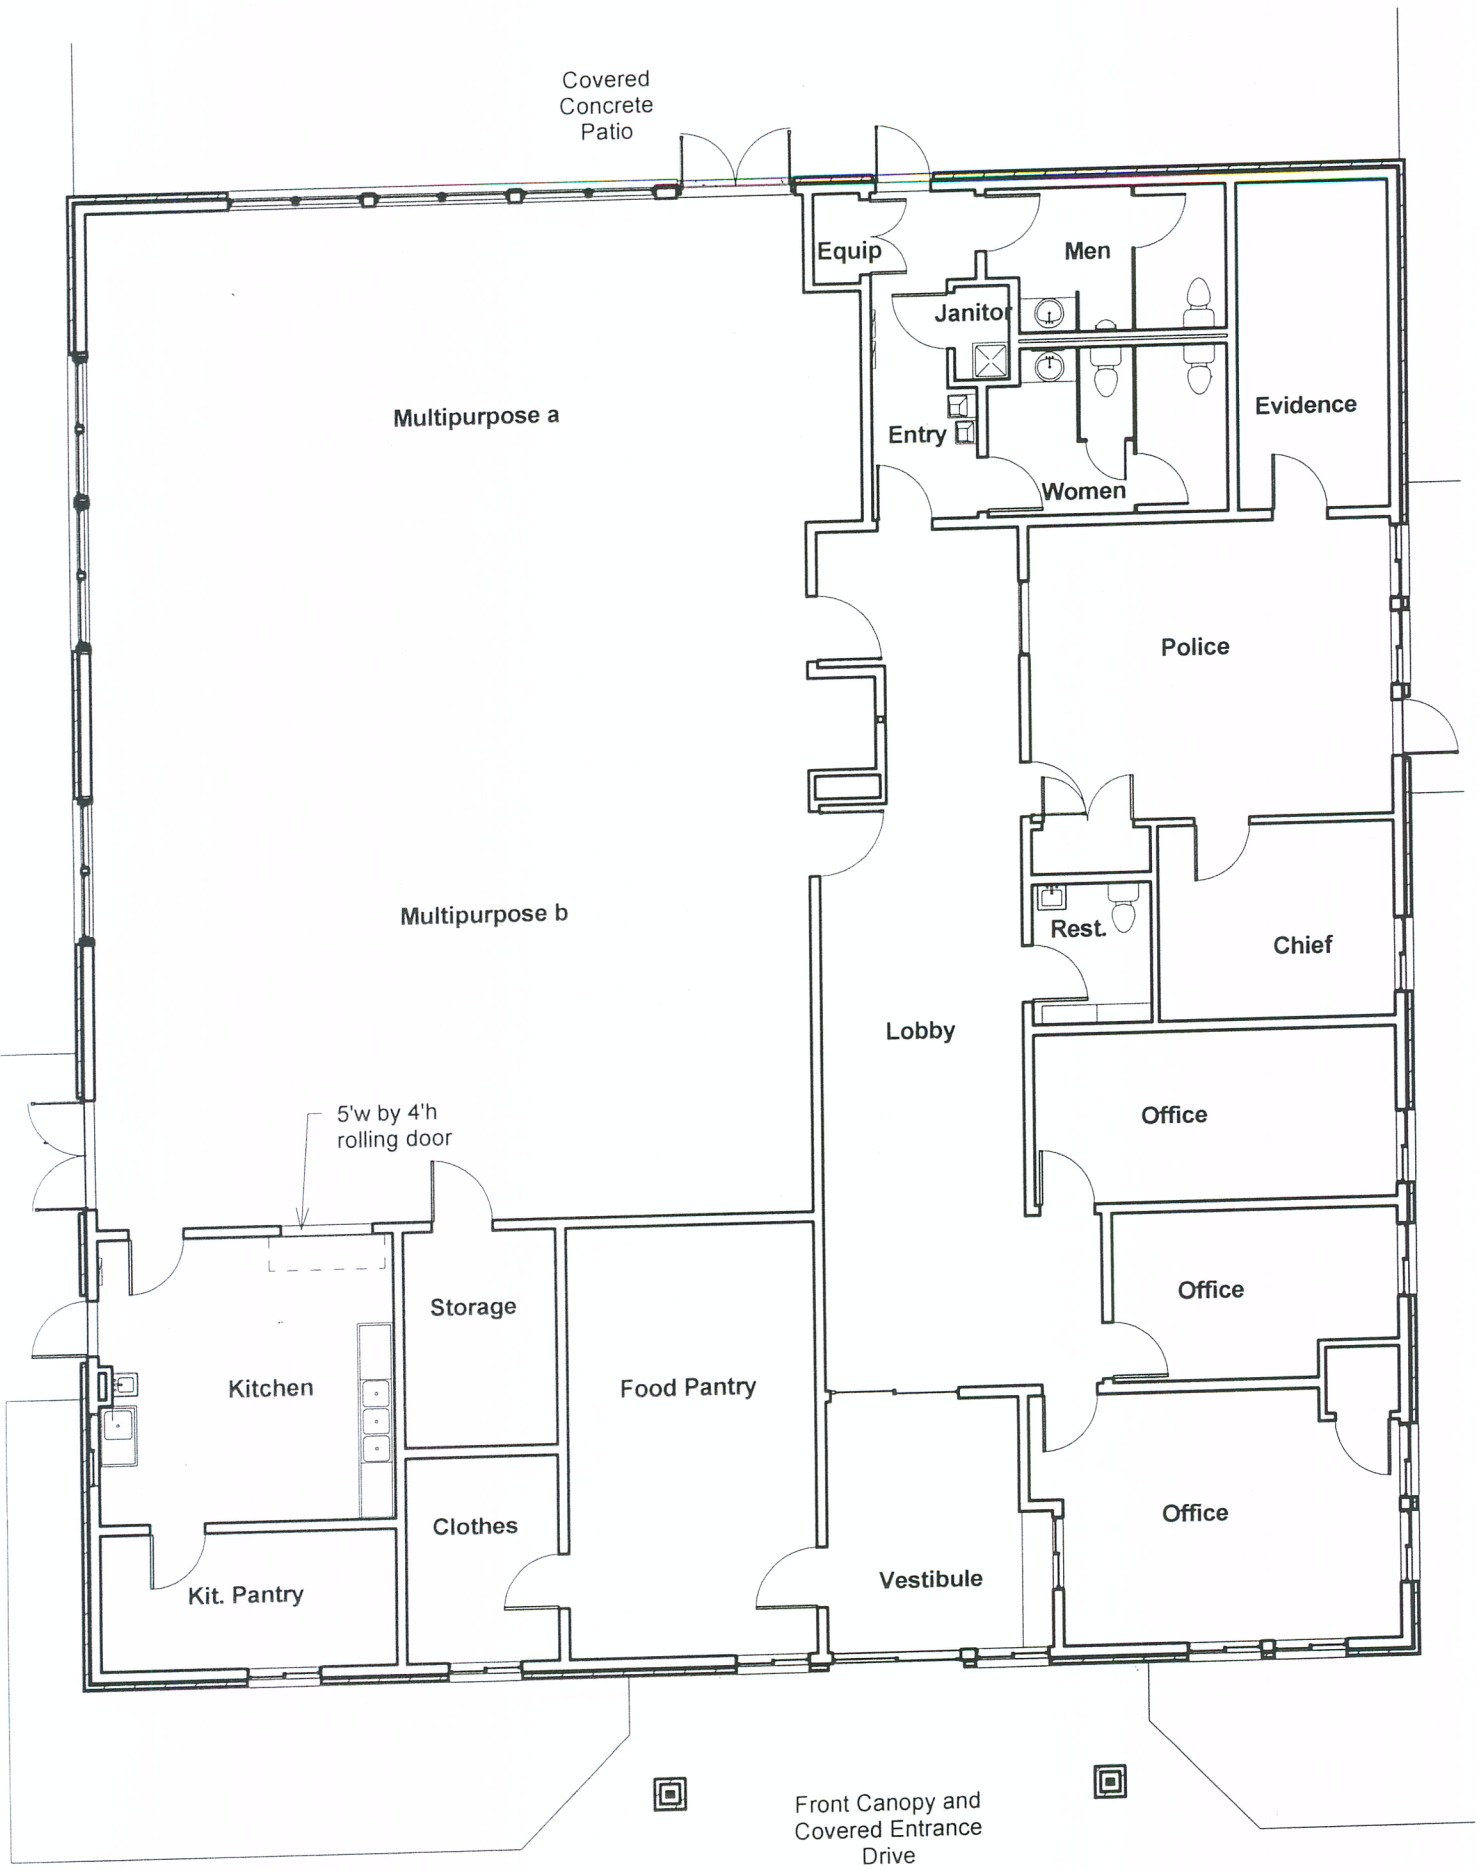 Covered
Concrete
Patio
Equip
Men
Janitor
Multipurpose a
Entry
Evidence
Women
Police
Multipurpose b
Rest.
Chief
Lobby
5'w by 4'h
rolling door
Office
Storage
Office
Kitchen
Food Pantry
Clothes
Office
Kit. Pantry
Vestibule
Front Canopy and
Covered Entrance
Drive